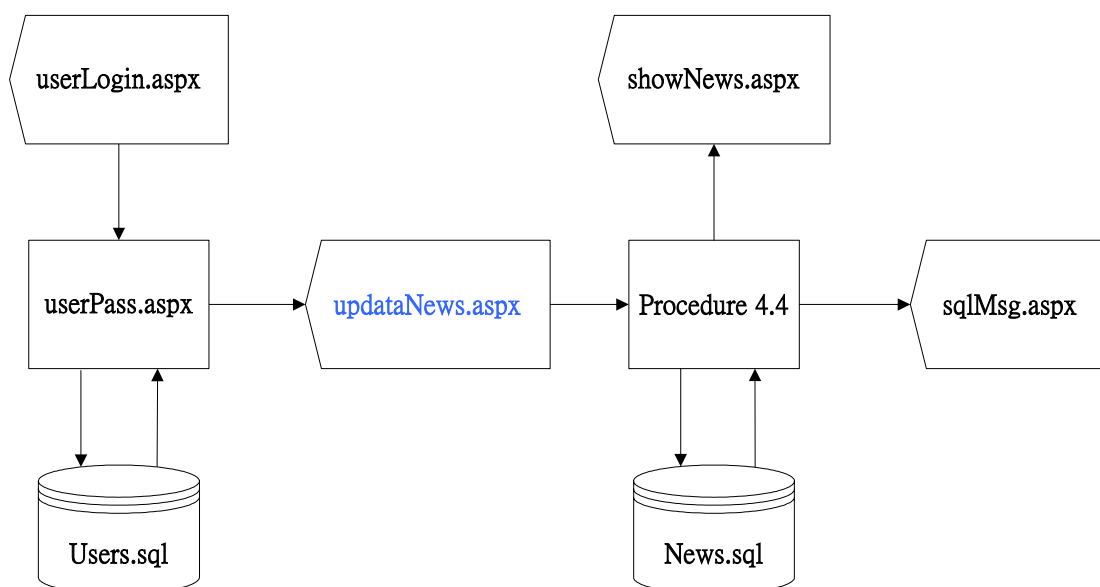 userLogin.aspx
showNews.aspx
userPass.aspx
updataNews.aspx
Procedure 4.4
sqlMsg.aspx
Users.sql
News.sql